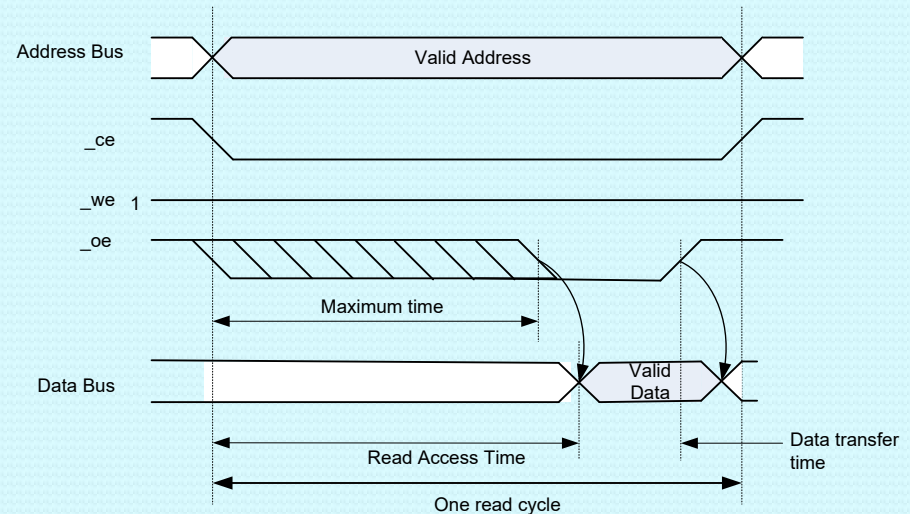 Address Bus
Valid Address
_ce
_we 1
_oe
Maximum time
Data Bus
Valid
Data
Read Access Time
Data transfer
time
One read cycle